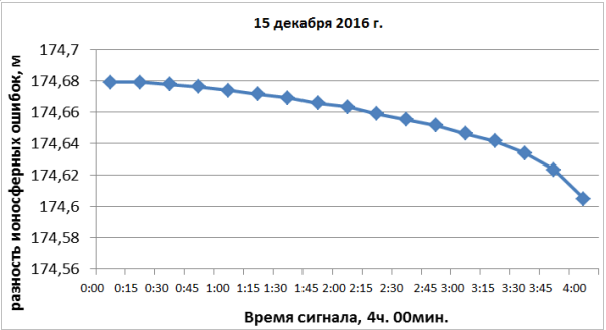 15 декабря 2016 г.
разность ионосферных ошибок, м
174,7
174,68
174,66
174,64
174,62
174,6
174,58
174,56
0:00 0:15 0:30 0:45 1:00 1:15 1:30 1:45 2:00 2:15 2:30 2:45 3:00 3:15 3:30 3:45 4:00
Время сигнала, 4ч. 00мин.